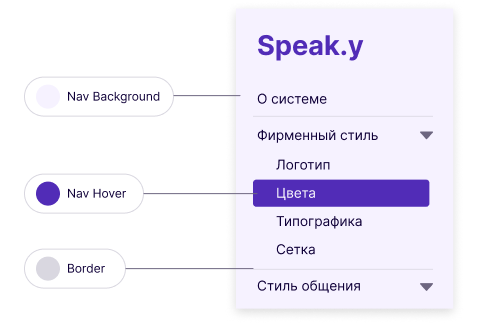 Speak.y
Nav Background
О системе
Фирменный стиль
Логотип
Nav Hover
Цвета
Типографика
Сетка
Border
Стиль общения